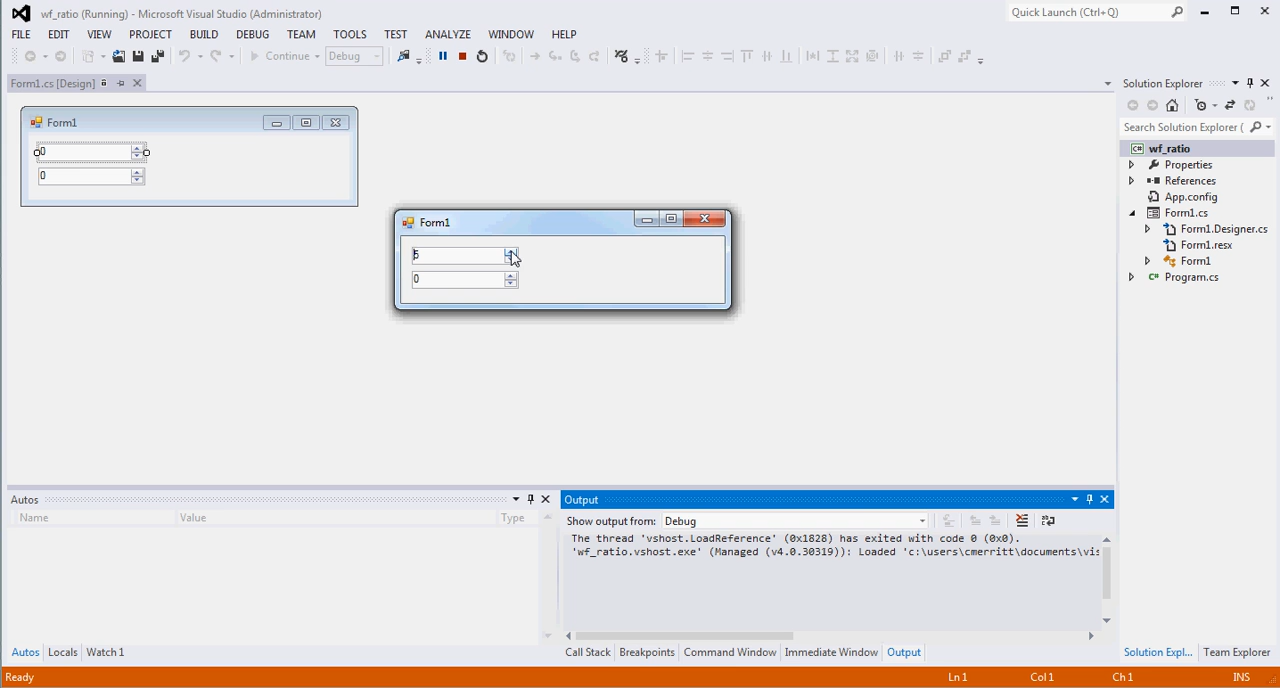 wf_ratio (Running) - Microsoft Visual Studio (Administrator)
Quick Launch (Ctrl+Q)
FILE EDIT VIEW PROJECT BUILD DEBUG TEAM TOOLS TEST ANALYZE WINDOW HELP
Continue Debug
Form1.cs [Design]
Form1
0
0
Form1
5
0
Solution Explorer
Search Solution Explorer (
wf_ratio
Properties
References
App.config
Form1.cs
Form1.Designer.cs
Form1.resx
Form1
Program.cs
Autos
Name Value Type
Output
Show output from: Debug
The thread 'vshost.LoadReference' (0x1828) has exited with code 0 (0x0).
'wf_ratio.vshost.exe' (Managed (v4.0.30319)): Loaded 'c:\users\cmerritt\documents\vis
Autos Locals Watch 1
Call Stack Breakpoints Command Window Immediate Window Output
Solution Expl... Team Explorer
Ready Ln 1 Col 1 Ch 1 INS